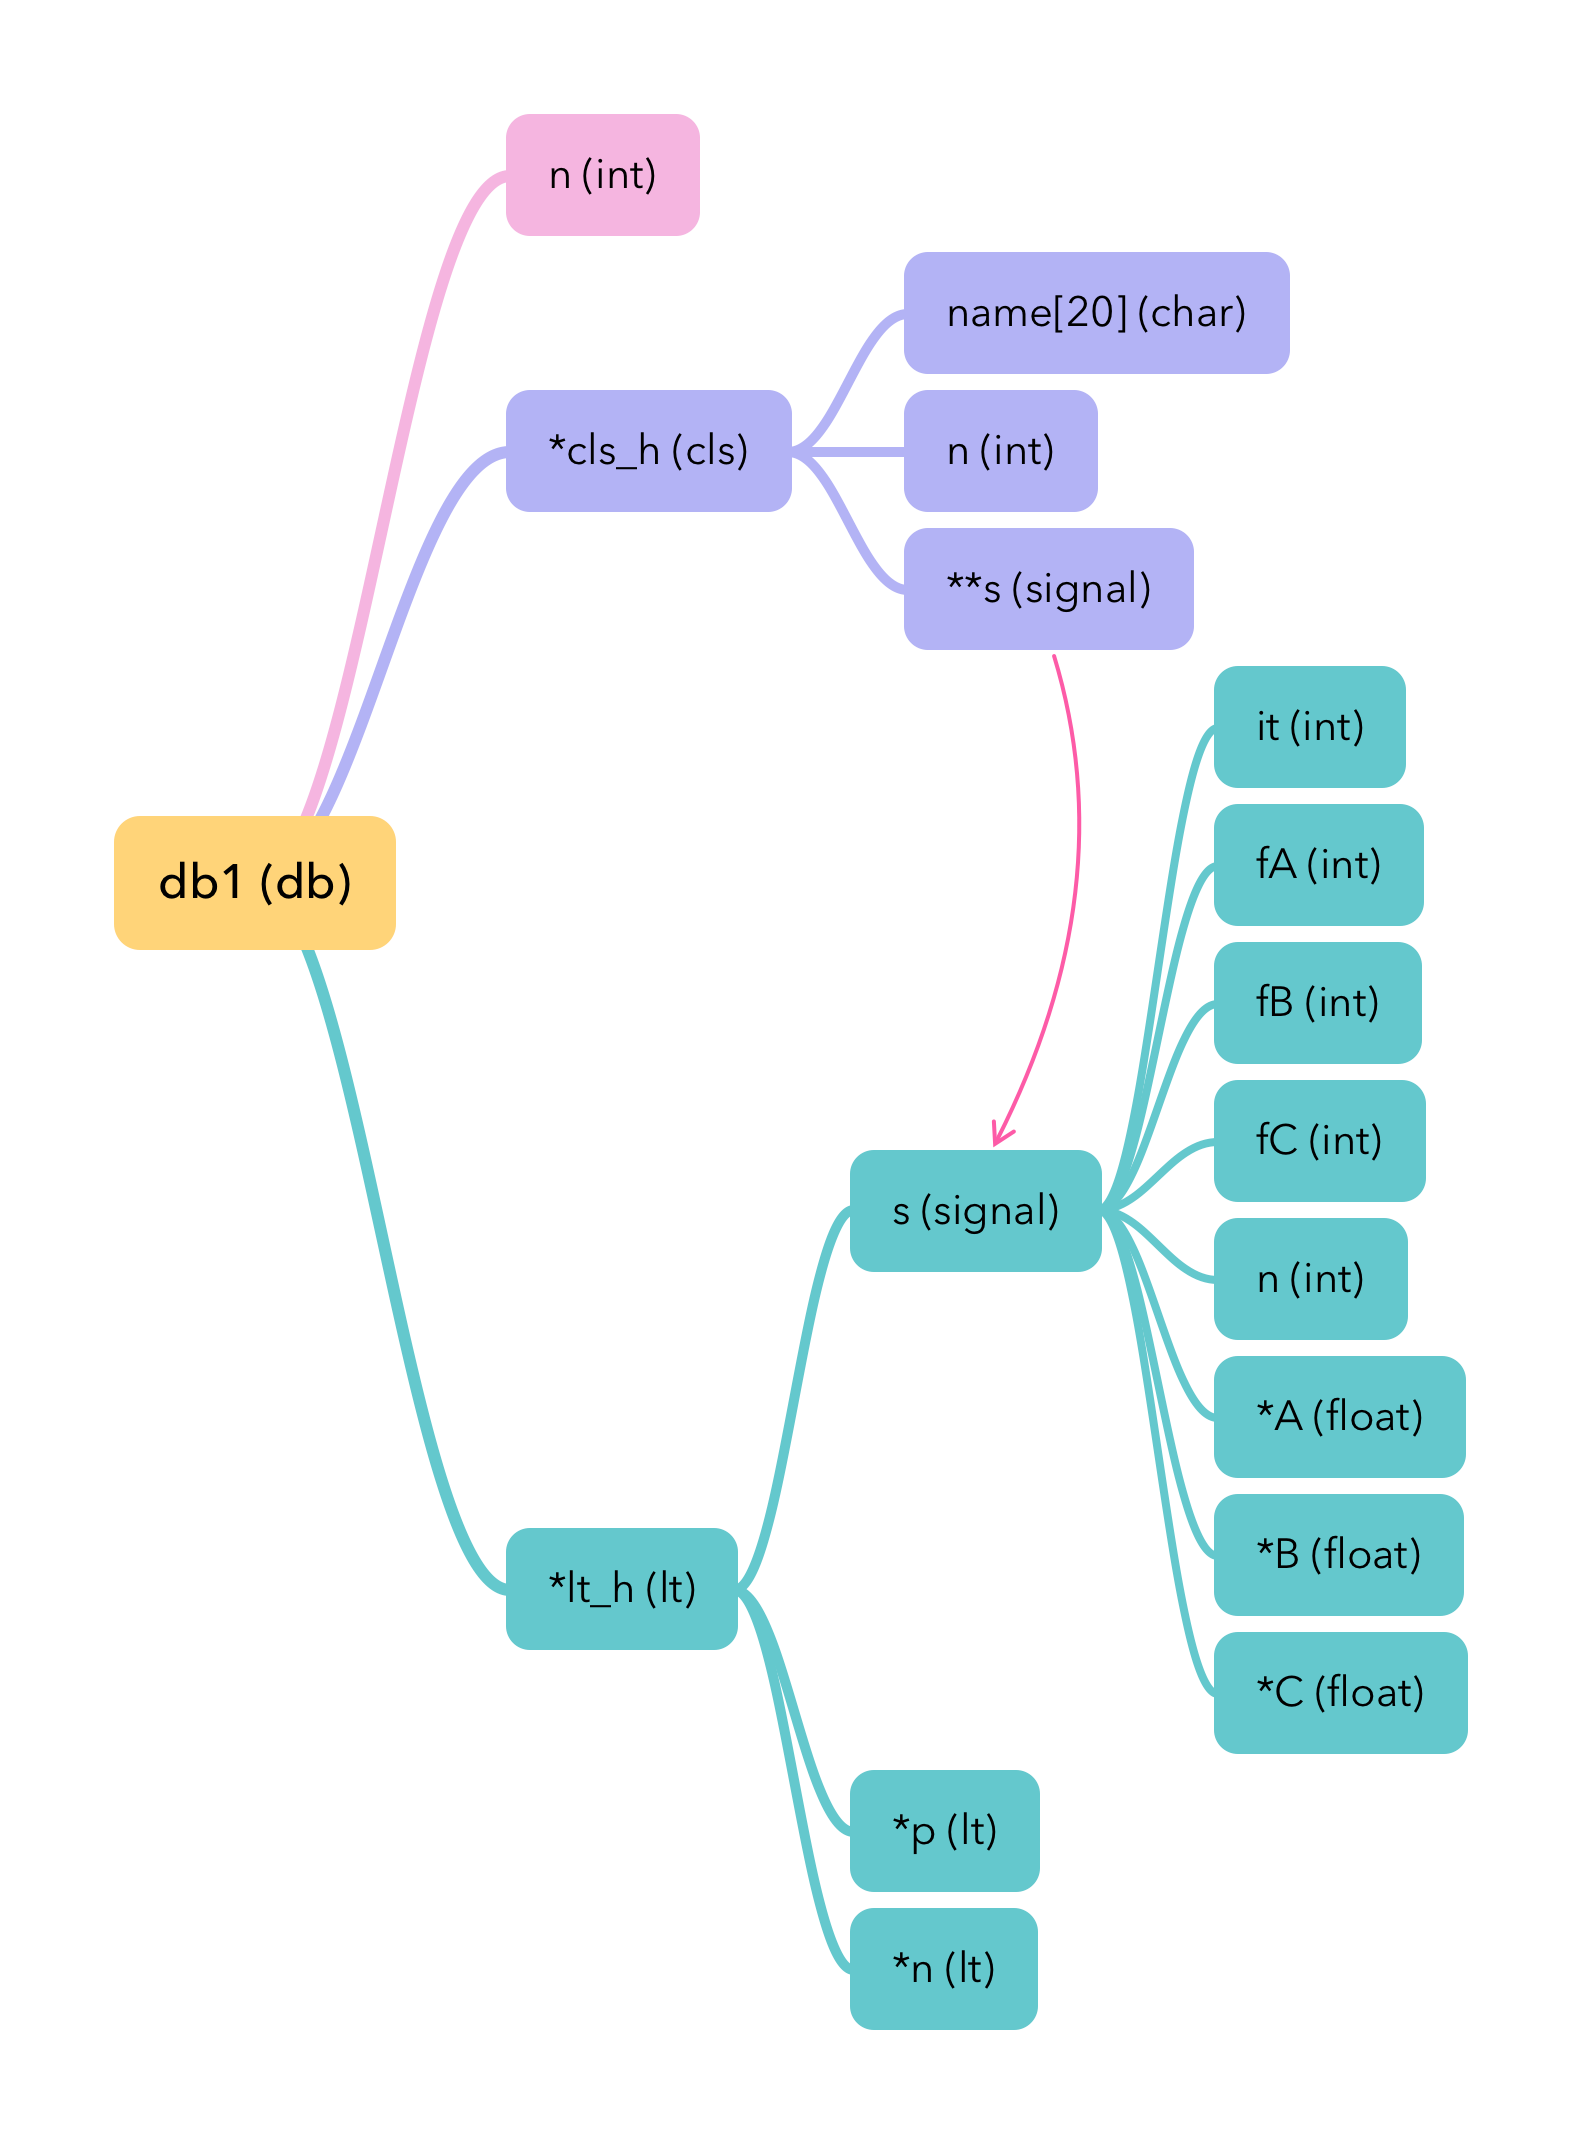 n (int)
name[20] (char)
*cls_h (cls)
n (int)
**s (signal)
it (int)
fA (int)
db1 (db)
fB (int)
fC (int)
s (signal)
n (int)
*A (float)
*B (float)
*lt_h (lt)
*C (float)
*p (lt)
*n (lt)